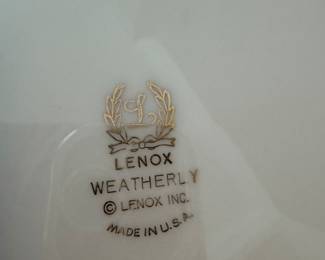 L
LENOX
WEATHERLY
© LENOX INC.
MADE IN U.S.A.